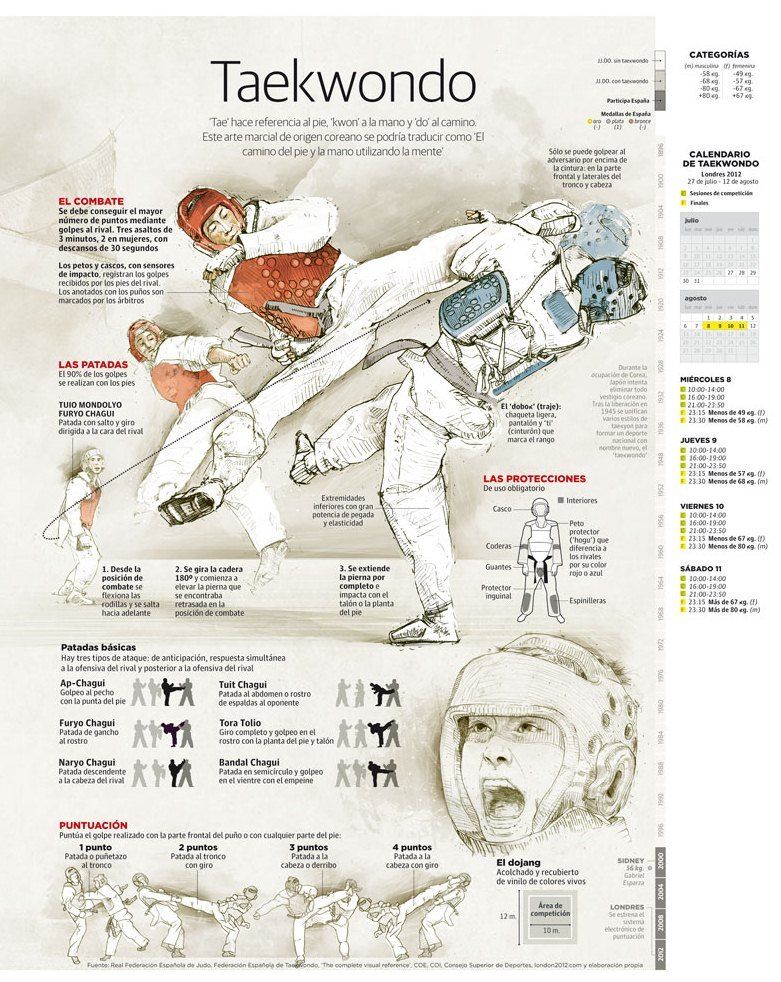 Taekwondo
'Tae' hace referencia al pie, 'kwon' a la mano y 'do' al camino.
Este arte marcial de origen coreano se podría traducir como 'El
camino del pie y la mano utilizando la mente'
JJ.OO. sin taekwondo
JJ.OO. con taekwondo
Participa España
Medallas de España
oro plata bronce
(-) (1) (-)
CATEGORÍAS
(m) masculina (f) femenina
-58 kg. -49 kg.
-68 kg. -57 kg.
-80 kg. -67 kg.
+80 kg. +67 kg.
Sólo se puede golpear al
adversario por encima de
la cintura: en la parte
frontal y laterales del
tronco y cabeza
CALENDARIO
DE TAEKWONDO
Londres 2012
27 de julio - 12 de agosto
C Sesiones de competición
F Finales
julio
lun mar mié jue vie sáb dom
27 28 29
30 31
agosto
lun mar mié jue vie sáb dom
1 2 3 4 5
6 7 8 9 10 11 12
MIÉRCOLES 8
C 10:00-14:00
C 16:00-19:00
C 21:00-23:50
F 23:15 Menos de 49 kg. (f)
F 23:30 Menos de 58 kg. (m)
JUEVES 9
C 10:00-14:00
C 16:00-19:00
C 21:00-23:50
F 23:15 Menos de 57 kg. (f)
F 23:30 Menos de 68 kg. (m)
VIERNES 10
C 10:00-14:00
C 16:00-19:00
C 21:00-23:50
F 23:15 Menos de 67 kg. (f)
F 23:30 Menos de 80 kg. (m)
SÁBADO 11
C 10:00-14:00
C 16:00-19:00
C 21:00-23:50
F 23:15 Más de 67 kg. (f)
F 23:30 Más de 80 kg. (m)
EL COMBATE
Se debe conseguir el mayor
número de puntos mediante
golpes al rival. Tres asaltos de
3 minutos, 2 en mujeres, con
descansos de 30 segundos
Los petos y cascos, con sensores
de impacto, registran los golpes
recibidos por los pies del rival.
Los anotados con los puños son
marcados por los árbitros
LAS PATADAS
El 90% de los golpes
se realizan con los pies
TUIO MONDOLYO
FURYO CHAGUI
Patada con salto y giro
dirigida a la cara del rival
El 'dobok' (traje):
chaqueta ligera,
pantalón y 'ti'
(cinturón) que
marca el rango
Durante la
ocupación de Corea,
Japón intenta
eliminar todo
vestigio coreano.
Tras la liberación en
1945 se unifican
varios estilos de
taekyon para
formar un deporte
nacional con
nombre nuevo, el
'taekwondo'
Extremidades
inferiores con gran
potencia de pegada
y elasticidad
1. Desde la
posición de
combate se
flexiona las
rodillas y se salta
hacia adelante
2. Se gira la cadera
180º y comienza a
elevar la pierna que
se encontraba
retrasada en la
posición de combate
3. Se extiende
la pierna por
completo e
impacta con el
talón o la planta
del pie
LAS PROTECCIONES
De uso obligatorio
Interiores
Casco
Coderas
Guantes
Protector
inguinal
Peto
protector
('hogu') que
diferencia a
los rivales
por su color
rojo o azul
Espinilleras
Patadas básicas
Hay tres tipos de ataque: de anticipación, respuesta simultánea
a la ofensiva del rival y posterior a la ofensiva del rival
Ap-Chagui
Golpeo al pecho
con la punta del pie
Tuit Chagui
Patada al abdomen o rostro
de espaldas al oponente
Furyo Chagui
Patada de gancho
al rostro
Tora Tolio
Giro completo y golpeo en el
rostro con la planta del pie y talón
Naryo Chagui
Patada descendente
a la cabeza del rival
Bandal Chagui
Patada en semicírculo y golpeo
en el vientre con el empeine
PUNTUACIÓN
Puntúa el golpe realizado con la parte frontal del puño o con cualquier parte del pie:
1 punto
Patada o puñetazo
al tronco
2 puntos
Patada al tronco
con giro
3 puntos
Patada a la
cabeza o derribo
4 puntos
Patada a la
cabeza con giro
El dojang
Acolchado y recubierto
de vinilo de colores vivos
12 m.
Área de
competición
10 m.
1896
1900
1904
1908
1912
1920
1924
1928
1932
1936
1948
1952
1956
1960
1964
1968
1972
1976
1980
1984
1988
1992
1996
2000
2004
2008
2012
SIDNEY
56 kg.
Gabriel
Esparza
LONDRES
Se estrena el
sistema
electrónico de
puntuación
Fuente: Real Federación Española de Judo, Federación Española de Taekwondo, 'The complete visual reference', COE, COI, Consejo Superior de Deportes, london2012.com y elaboración propia